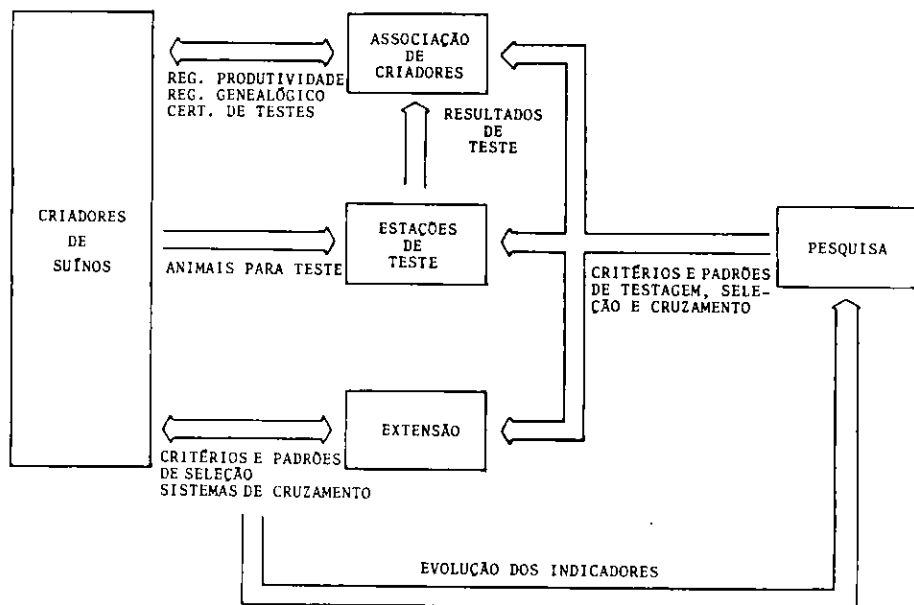 ASSOCIAÇÃO
DE
CRIADORES
REG. PRODUTIVIDADE
REG. GENEALÓGICO
CERT. DE TESTES
RESULTADOS
DE
TESTE
CRIADORES
DE
SUÍNOS
ESTAÇÕES
DE
TESTE
ANIMAIS PARA TESTE
PESQUISA
CRITÉRIOS E PADRÕES
DE TESTAGEM, SELE-
ÇÃO E CRUZAMENTO
EXTENSÃO
CRITÉRIOS E PADRÕES
DE SELEÇÃO
SISTEMAS DE CRUZAMENTO
EVOLUÇÃO DOS INDICADORES